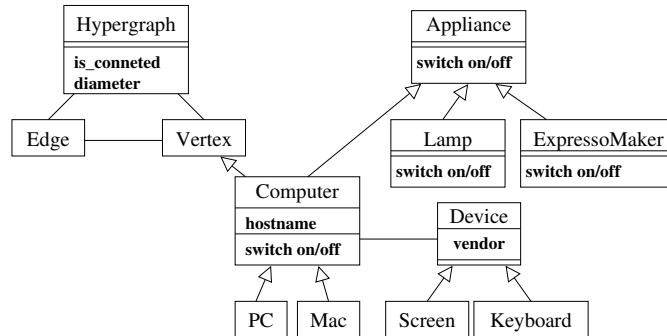 Hypergraph
is_conneted
diameter
Appliance
switch on/off
Edge
Vertex
Lamp
switch on/off
ExpressoMaker
switch on/off
Computer
hostname
switch on/off
Device
vendor
PC
Mac
Screen
Keyboard